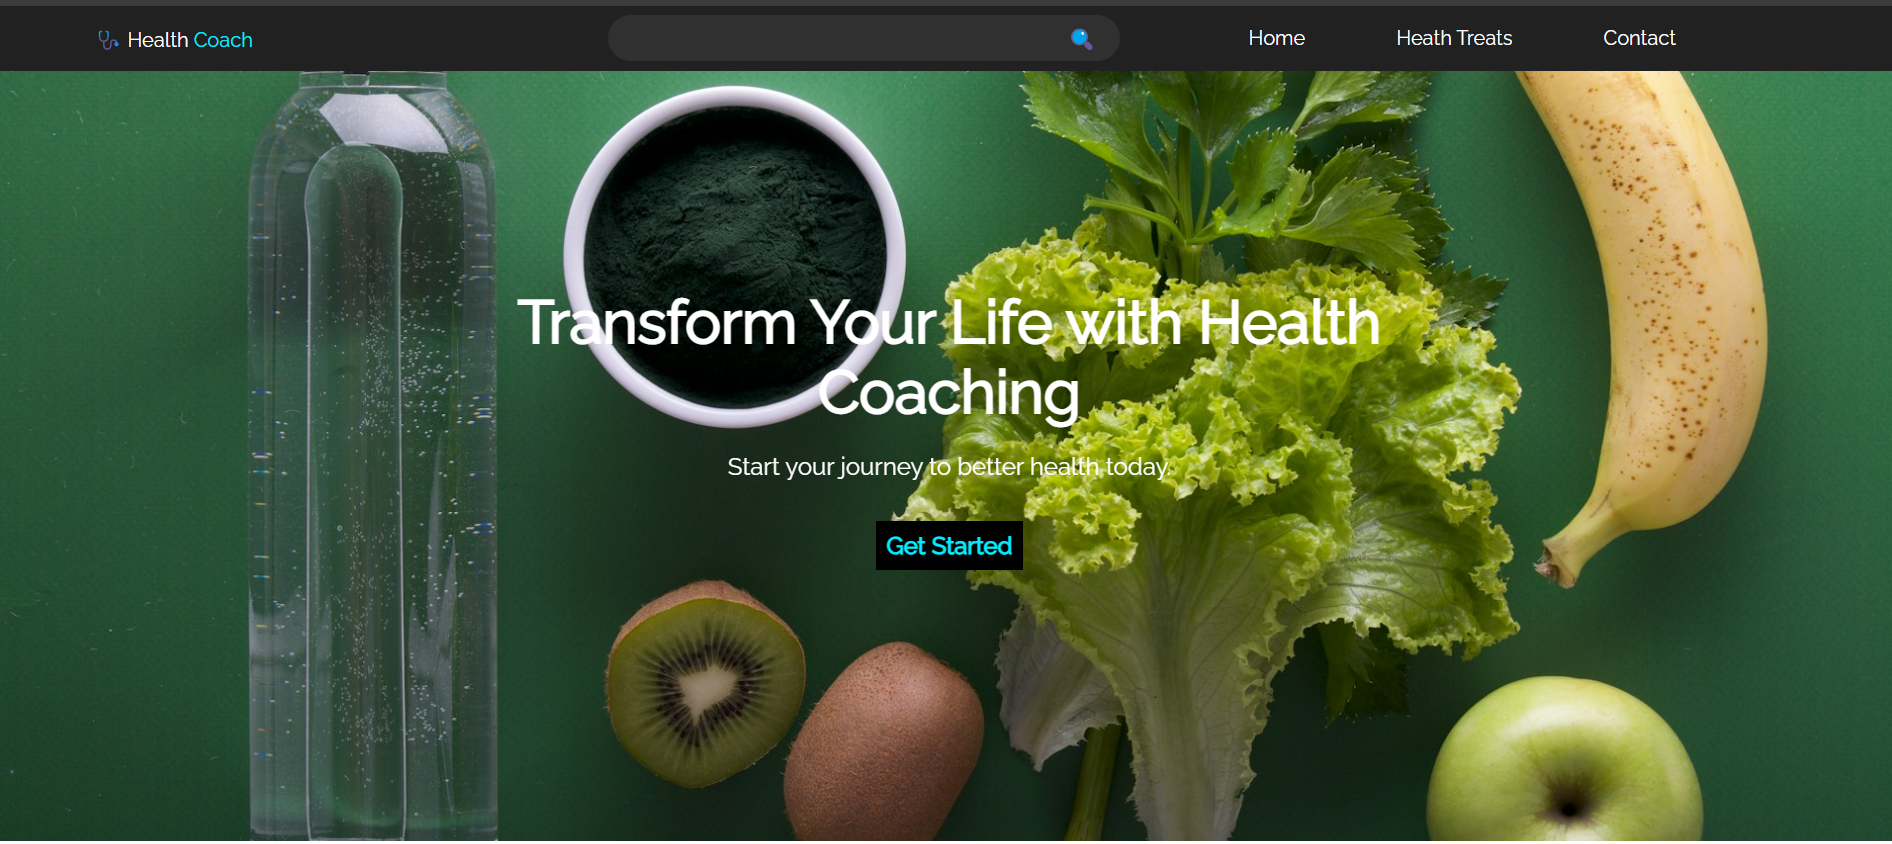 Health Coach
Home
Heath Treats
Contact
Transform Your Life with Health
Coaching
Start your journey to better health today.
Get Started